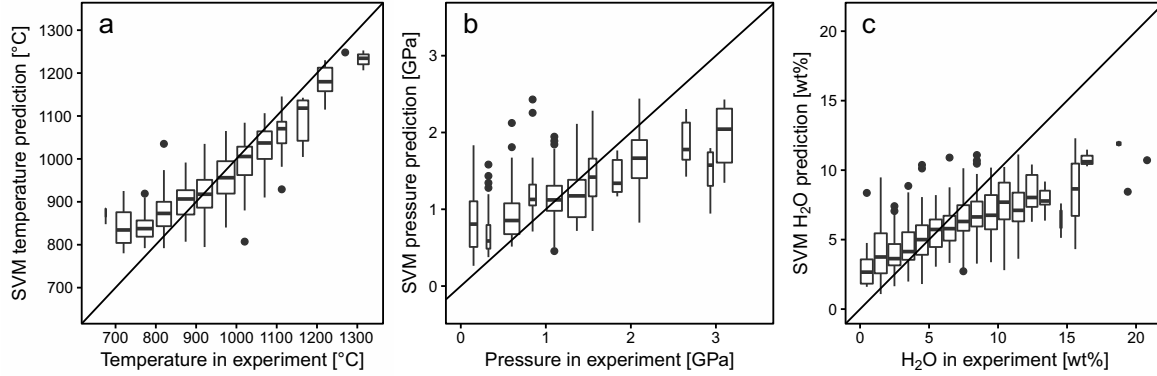 a
SVM temperature prediction [°C]
1300
1200
1100
1000
900
800
700
700 800 900 1000 1100 1200 1300
Temperature in experiment [°C]
b
SVM pressure prediction [GPa]
3
2
1
0
0 1 2 3
Pressure in experiment [GPa]
c
SVM H₂O prediction [wt%]
20
15
10
5
0
0 5 10 15 20
H₂O in experiment [wt%]